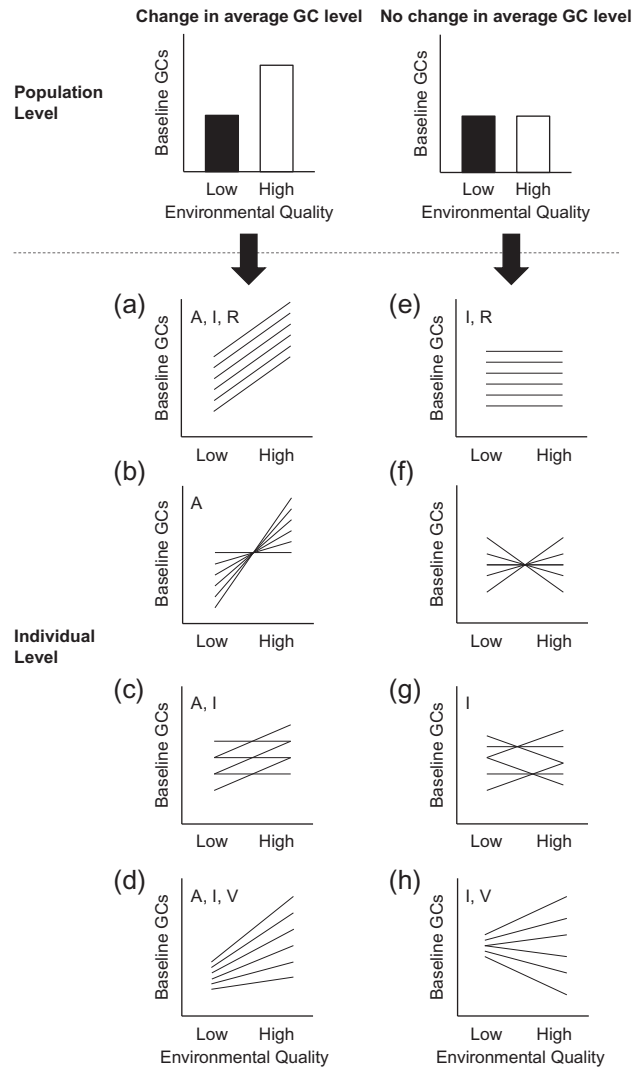 Change in average GC level
No change in average GC level
Population
Level
Baseline GCs
Low High
Environmental Quality
Baseline GCs
Low High
Environmental Quality
Individual
Level
(a)
A, I, R
Baseline GCs
Low High
(e)
I, R
Baseline GCs
Low High
(b)
A
Baseline GCs
Low High
(f)
Baseline GCs
Low High
(c)
A, I
Baseline GCs
Low High
(g)
I
Baseline GCs
Low High
(d)
A, I, V
Baseline GCs
Low High
Environmental Quality
(h)
I, V
Baseline GCs
Low High
Environmental Quality